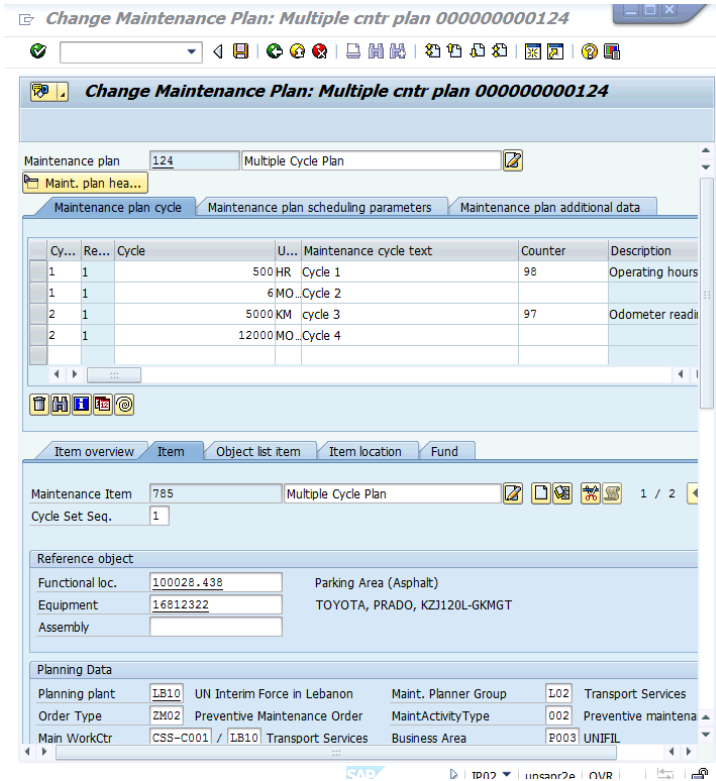 Change Maintenance Plan: Multiple cntr plan 000000000124
Change Maintenance Plan: Multiple cntr plan 000000000124
Maintenance plan 124 Multiple Cycle Plan
Maint. plan hea...
Maintenance plan cycle Maintenance plan scheduling parameters Maintenance plan additional data
Cy... Re... Cycle U... Maintenance cycle text Counter Description
1 1 500 HR Cycle 1 98 Operating hours
1 1 6 MO... Cycle 2
2 1 5000 KM cycle 3 97 Odometer readi
2 1 12000 MO... Cycle 4
Item overview Item Object list item Item location Fund
Maintenance Item 785 Multiple Cycle Plan 1 / 2
Cycle Set Seq. 1
Reference object
Functional loc. 100028.438 Parking Area (Asphalt)
Equipment 16812322 TOYOTA, PRADO, KZJ120L-GKMGT
Assembly
Planning Data
Planning plant LB10 UN Interim Force in Lebanon Maint. Planner Group L02 Transport Services
Order Type ZM02 Preventive Maintenance Order MaintActivityType 002 Preventive maintena
Main WorkCtr CSS-C001 / LB10 Transport Services Business Area P003 UNIFIL
SAP IP02 unsapr2e OVR